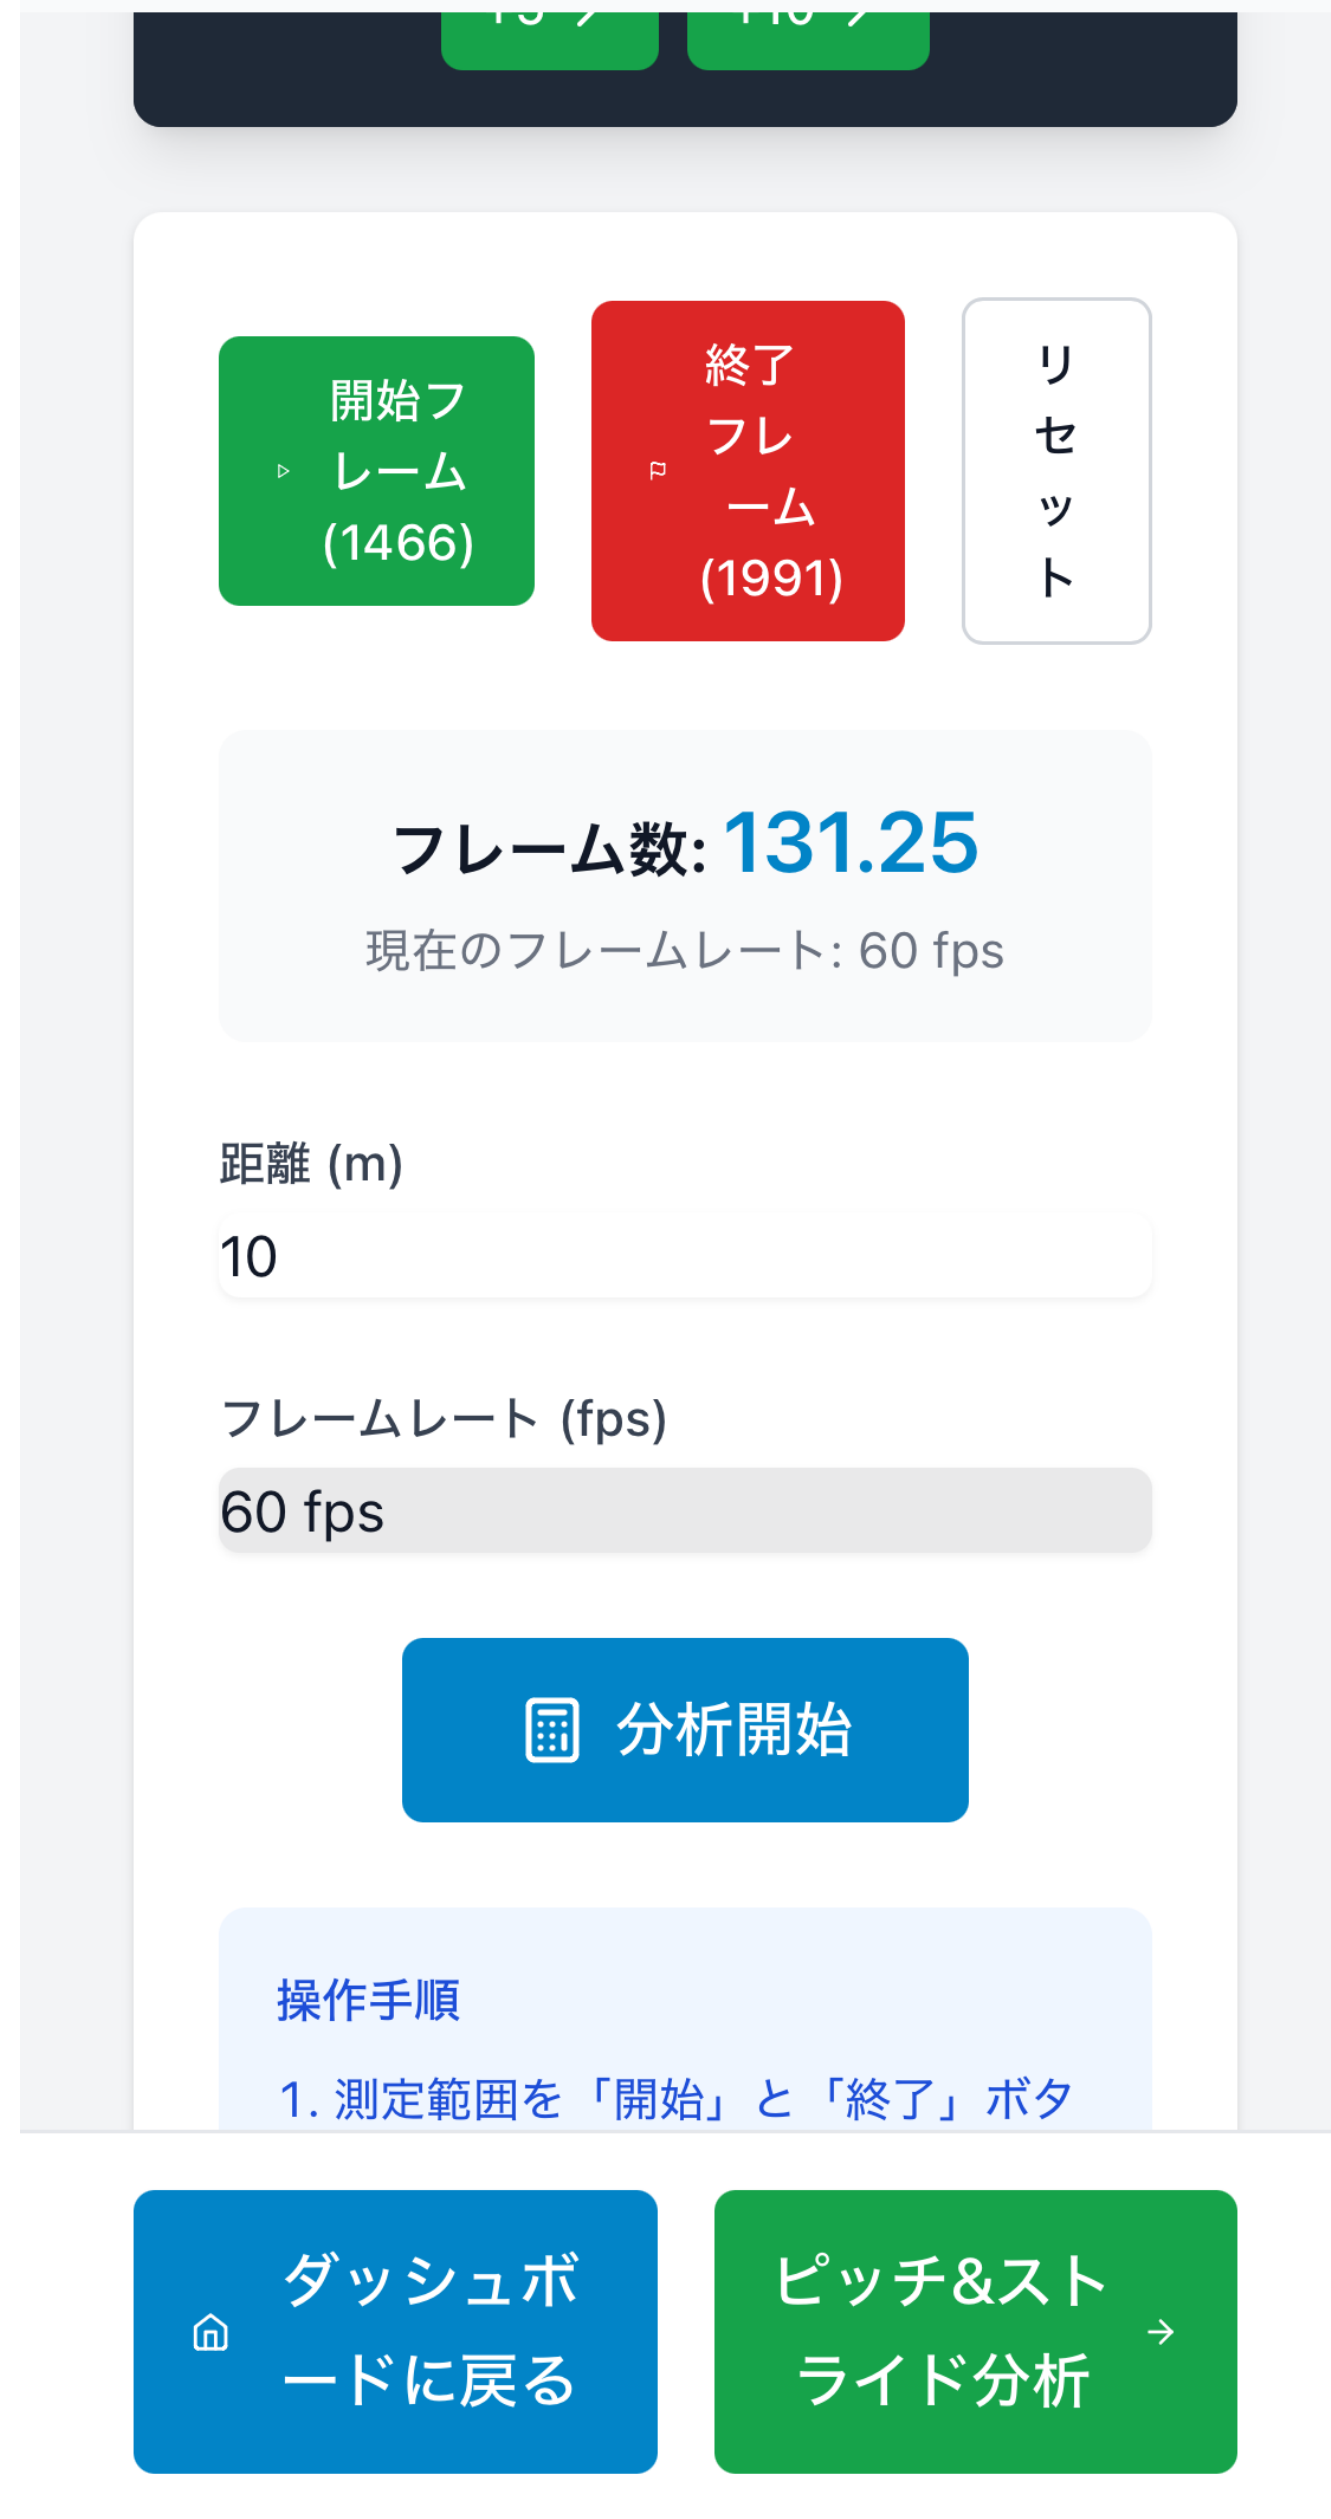 開始フ
レーム
(1466)
終了
フレ
ーム
(1991)
リ
セ
ッ
ト
フレーム数: 131.25
現在のフレームレート: 60 fps
距離 (m)
10
フレームレート (fps)
60 fps
分析開始
操作手順
1. 測定範囲を「開始」と「終了」ボタ
ダッシュボ
ードに戻る
ピッチ&スト
ライド分析